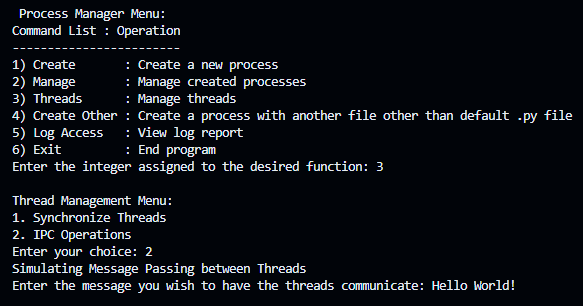 Process Manager Menu:
Command List : Operation
------------------------
1) Create       : Create a new process
2) Manage       : Manage created processes
3) Threads      : Manage threads
4) Create Other : Create a process with another file other than default .py file
5) Log Access   : View log report
6) Exit         : End program
Enter the integer assigned to the desired function: 3

Thread Management Menu:
1. Synchronize Threads
2. IPC Operations
Enter your choice: 2
Simulating Message Passing between Threads
Enter the message you wish to have the threads communicate: Hello World!